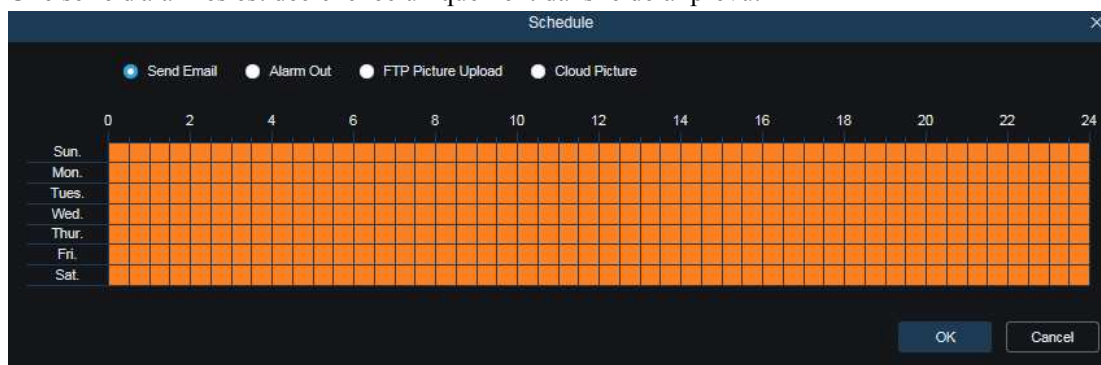 Schedule
Send Email Alarm Out FTP Picture Upload Cloud Picture
0 2 4 6 8 10 12 14 16 18 20 22 24
Sun.
Mon.
Tues.
Wed.
Thur.
Fri.
Sat.
OK Cancel